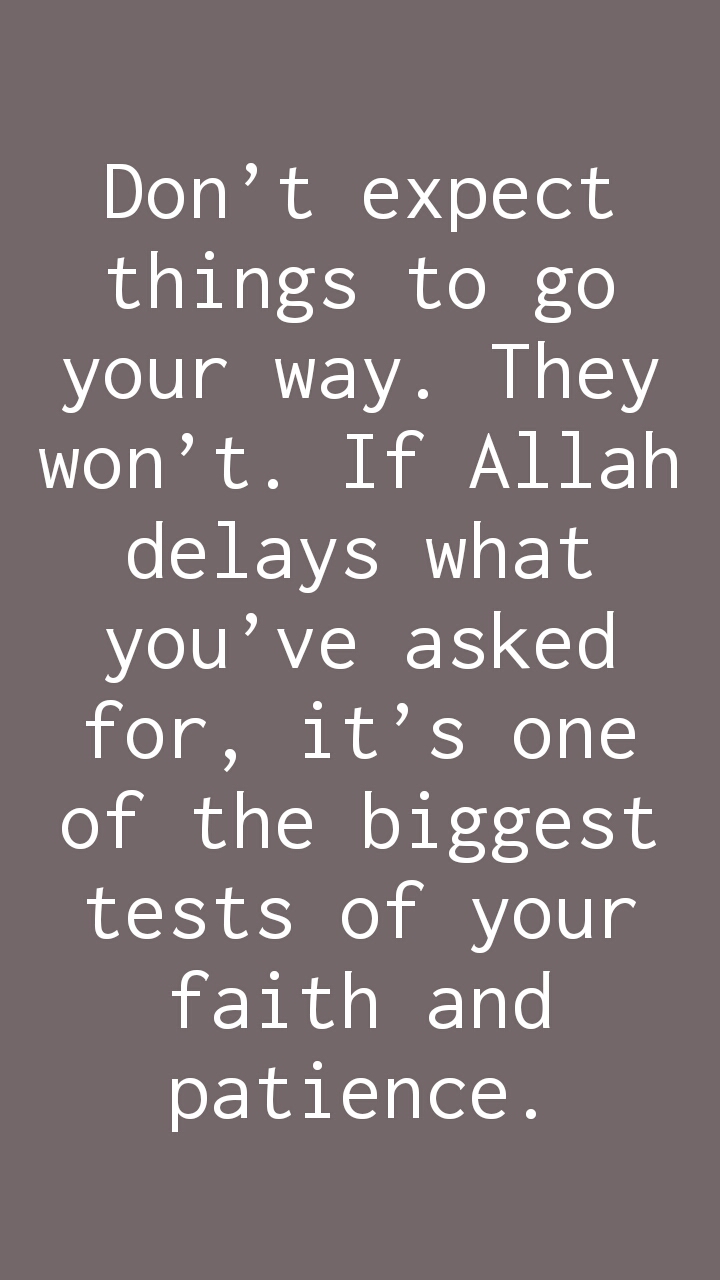 Don’t expect
things to go
your way. They
won’t. If Allah
delays what
you’ve asked
for, it’s one
of the biggest
tests of your
faith and
patience.